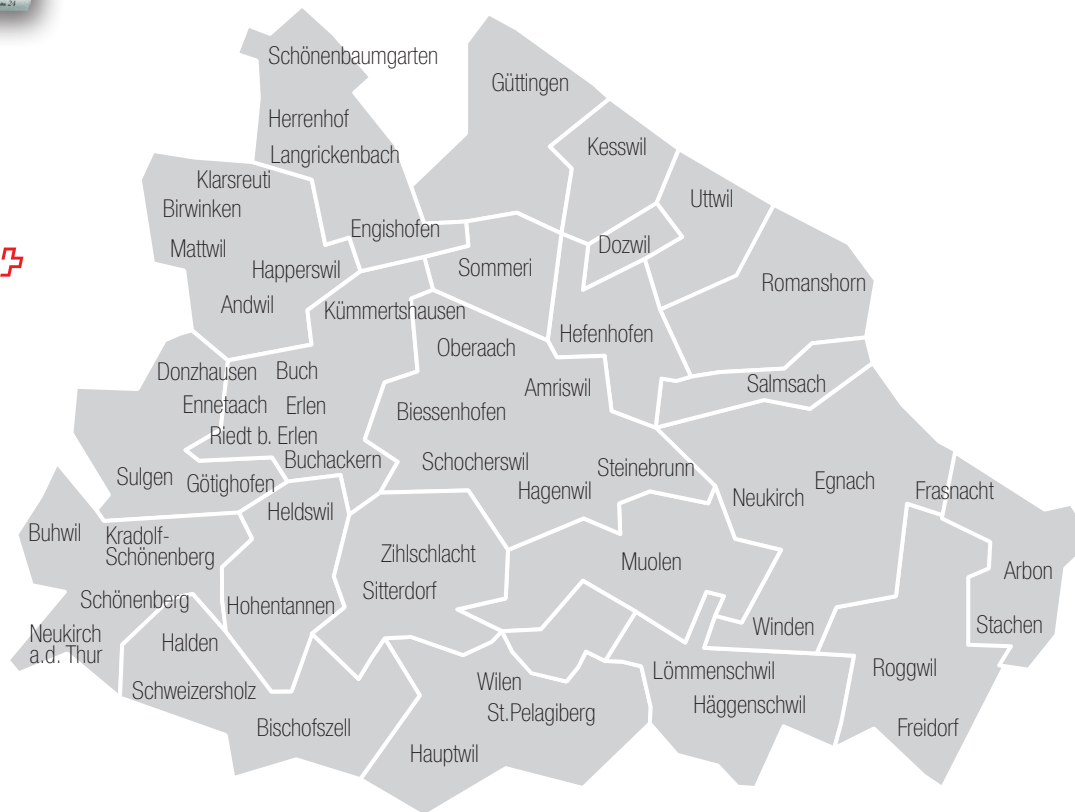 Schönenbaumgarten
Güttingen
Herrenhof
Kesswil
Langrickenbach
Klarsreuti
Uttwil
Birwinken
Engishofen
Mattwil
Dozwil
Happerswil
Sommeri
Romanshorn
Andwil
Kümmertshausen
Hefenhofen
Oberaach
Donzhausen
Buch
Salmsach
Amriswil
Ennetaach
Erlen
Biessenhofen
Riedt b. Erlen
Buchackern
Schocherswil
Steinebrunn
Sulgen
Götighofen
Hagenwil
Neukirch
Egnach
Frasnacht
Heldswil
Buhwil
Kradolf-
Schönenberg
Zihlschlacht
Muolen
Arbon
Sitterdorf
Schönenberg
Hohentannen
Winden
Stachen
Neukirch
a.d. Thur
Halden
Roggwil
Lömmenschwil
Wilen
Schweizersholz
Häggenschwil
St.Pelagiberg
Bischofszell
Freidorf
Hauptwil